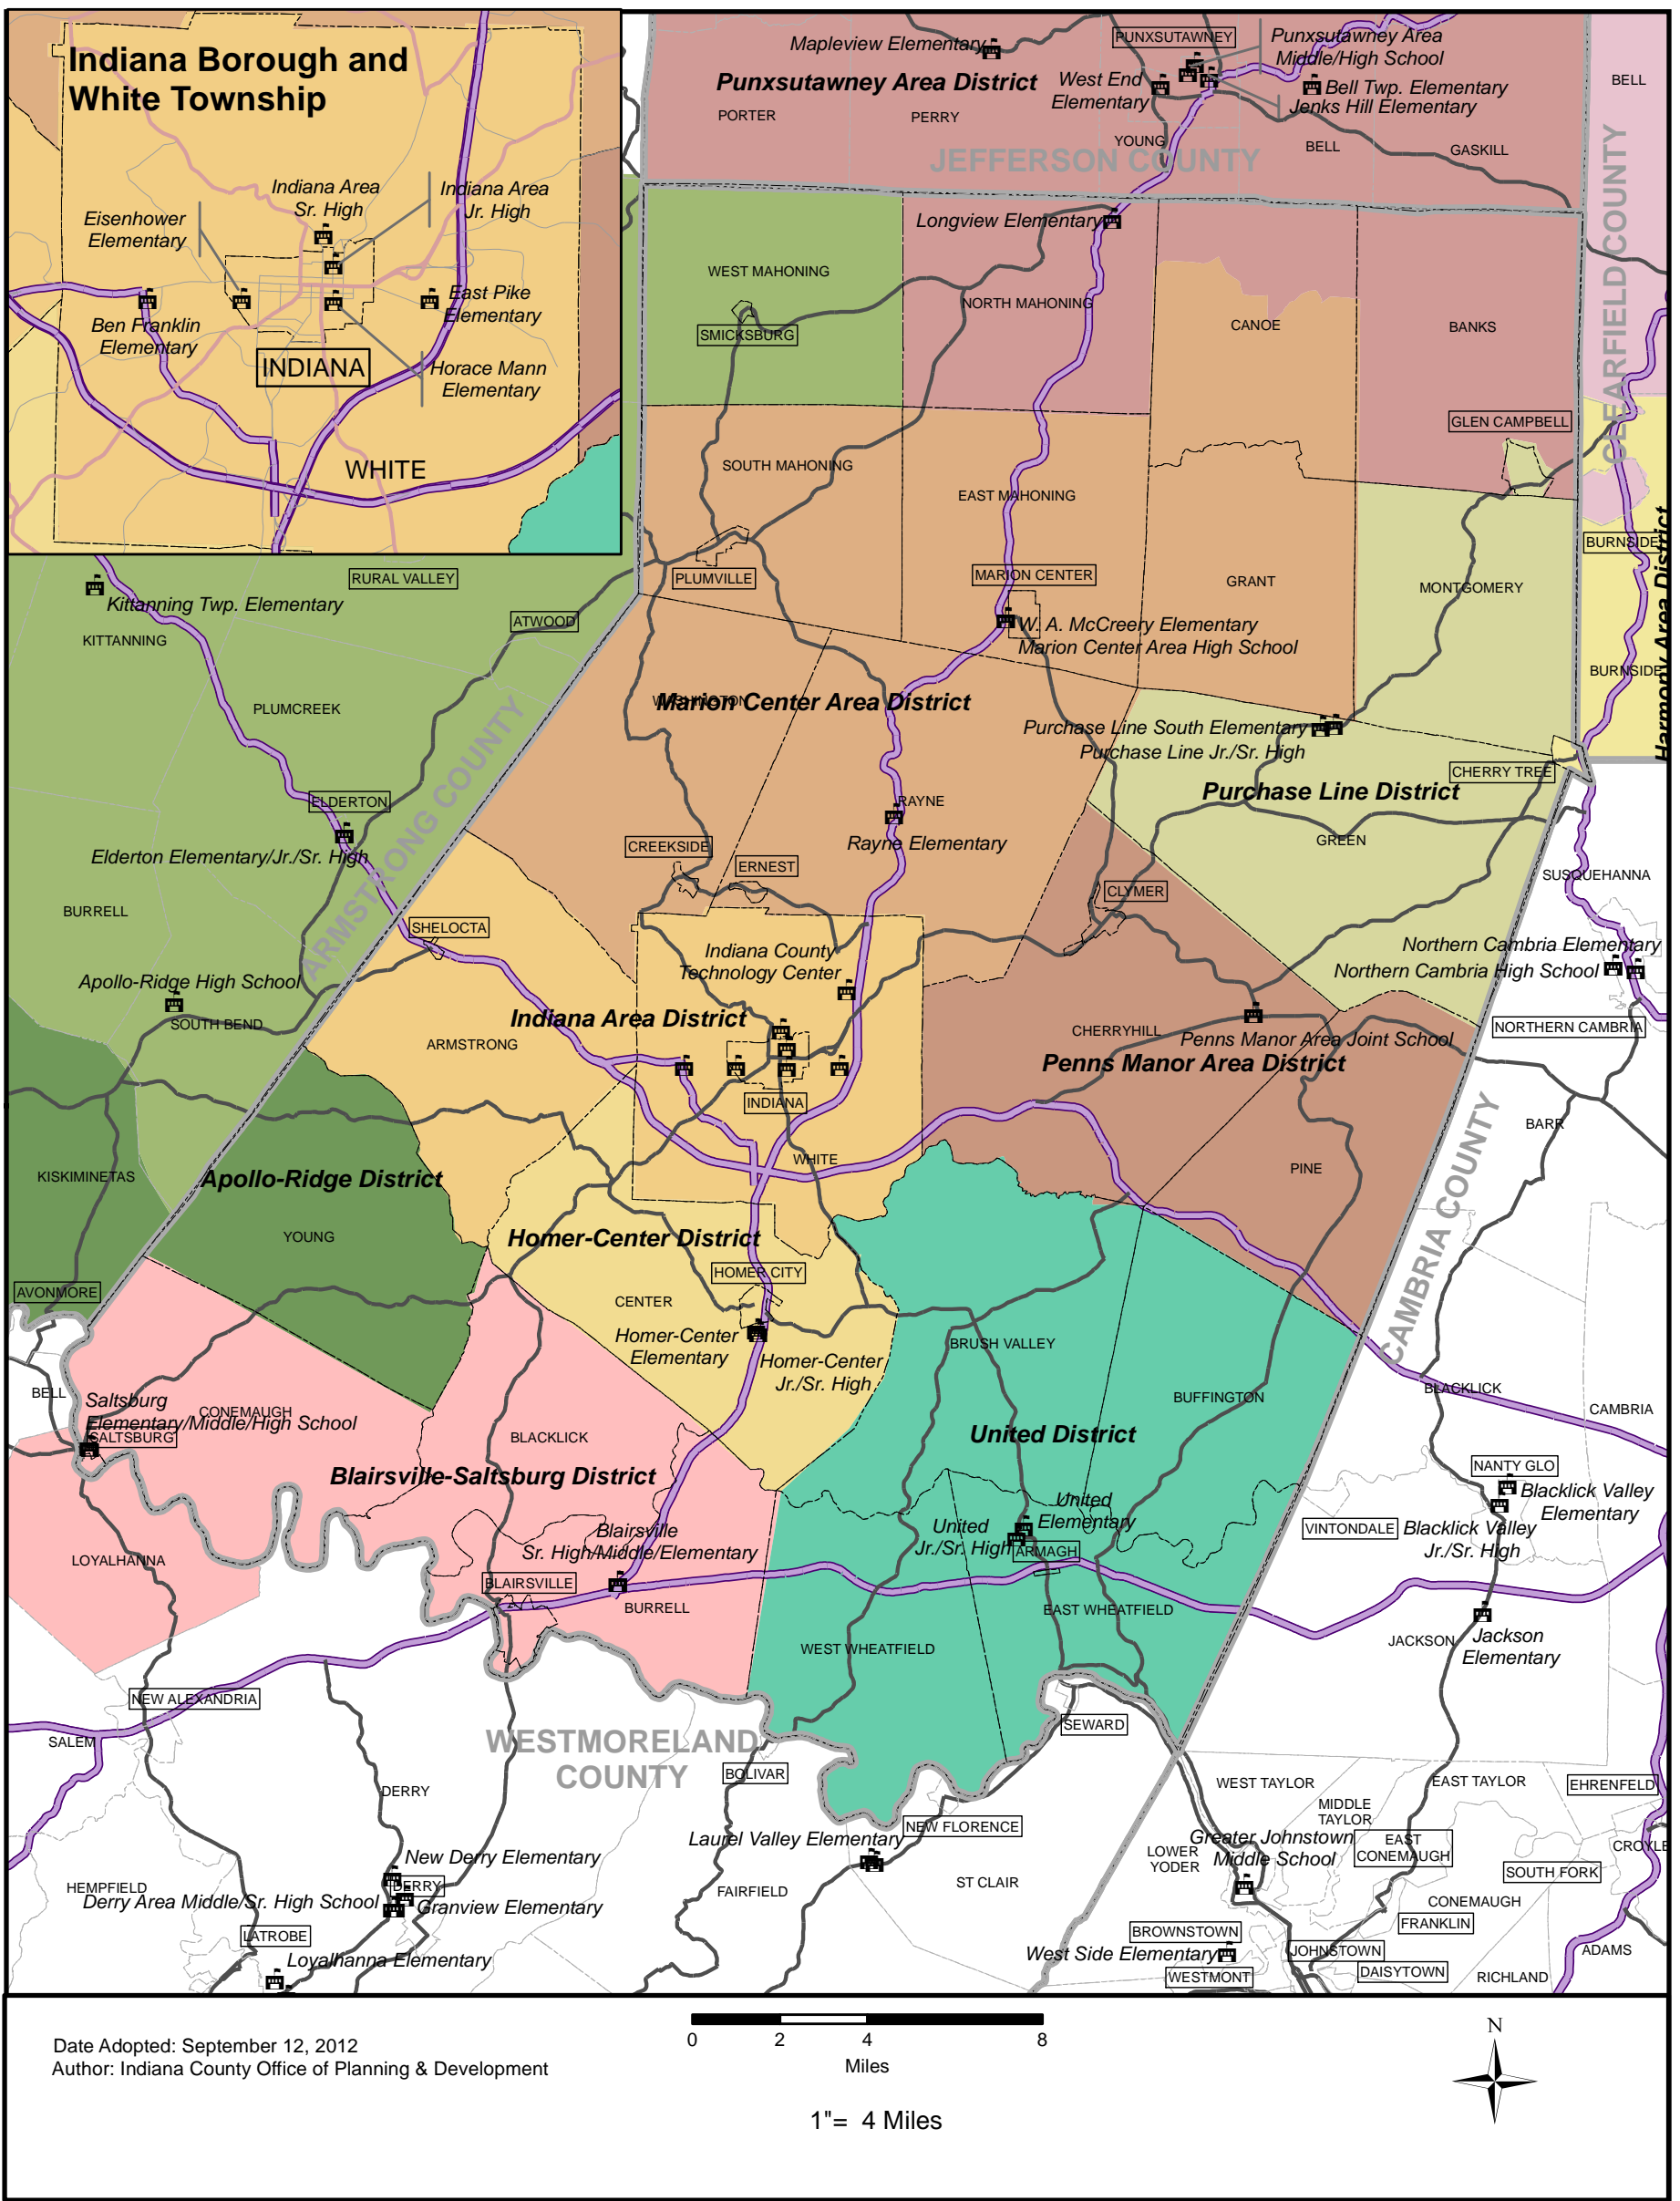 Indiana Borough and
White Township
Indiana Area
Sr. High
Indiana Area
Jr. High
Eisenhower
Elementary
Ben Franklin
Elementary
East Pike
Elementary
INDIANA
Horace Mann
Elementary
WHITE
Mapleview Elementary
PUNXSUTAWNEY
Punxsutawney Area
Middle/High School
Punxsutawney Area District
West End
Elementary
Bell Twp. Elementary
Jenks Hill Elementary
BELL
PORTER
PERRY
YOUNG
BELL
GASKILL
JEFFERSON COUNTY
CLEARFIELD COUNTY
Longview Elementary
WEST MAHONING
NORTH MAHONING
SMICKSBURG
CANOE
BANKS
GLEN CAMPBELL
SOUTH MAHONING
EAST MAHONING
BURNSIDE
Harmony Area District
RURAL VALLEY
PLUMVILLE
MARION CENTER
GRANT
MONTGOMERY
Kittanning Twp. Elementary
ATWOOD
KITTANNING
W. A. McCreery Elementary
Marion Center Area High School
BURNSIDE
PLUMCREEK
WASHINGTON
Marion Center Area District
Purchase Line South Elementary
Purchase Line Jr./Sr. High
CHERRY TREE
Purchase Line District
ELDERTON
RAYNE
Rayne Elementary
GREEN
ARMSTRONG COUNTY
Elderton Elementary/Jr./Sr. High
CREEKSIDE
ERNEST
CLYMER
SUSQUEHANNA
BURRELL
SHELOCTA
Indiana County
Technology Center
Northern Cambria Elementary
Northern Cambria High School
Apollo-Ridge High School
SOUTH BEND
Indiana Area District
ARMSTRONG
CHERRYHILL
Penns Manor Area Joint School
Penns Manor Area District
NORTHERN CAMBRIA
INDIANA
BARR
WHITE
PINE
KISKIMINETAS
Apollo-Ridge District
YOUNG
Homer-Center District
CAMBRIA COUNTY
HOMER CITY
AVONMORE
CENTER
Homer-Center
Elementary
Homer-Center
Jr./Sr. High
BRUSH VALLEY
BUFFINGTON
BELL
Saltsburg
Elementary/Middle/High School
CONEMAUGH
SALTSBURG
BLACKLICK
BLACKLICK
CAMBRIA
United District
Blairsville-Saltsburg District
NANTY GLO
Blacklick Valley
Elementary
United
Elementary
United
Jr./Sr. High
ARMAGH
VINTONDALE
Blacklick Valley
Jr./Sr. High
Blairsville
Sr. High/Middle/Elementary
LOYALHANNA
BLAIRSVILLE
BURRELL
EAST WHEATFIELD
WEST WHEATFIELD
JACKSON
Jackson
Elementary
NEW ALEXANDRIA
SALEM
WESTMORELAND
COUNTY
SEWARD
BOLIVAR
DERRY
WEST TAYLOR
EAST TAYLOR
EHRENFELD
MIDDLE
TAYLOR
NEW FLORENCE
Laurel Valley Elementary
Greater Johnstown
Middle School
LOWER
YODER
EAST
CONEMAUGH
CROYLE
SOUTH FORK
New Derry Elementary
DERRY
HEMPFIELD
Derry Area Middle/Sr. High School
Granview Elementary
FAIRFIELD
ST CLAIR
CONEMAUGH
FRANKLIN
LATROBE
Loyalhanna Elementary
BROWNSTOWN
West Side Elementary
JOHNSTOWN
ADAMS
WESTMONT
DAISYTOWN
RICHLAND
Date Adopted: September 12, 2012
Author: Indiana County Office of Planning & Development
0 2 4 8
Miles
1"= 4 Miles
N